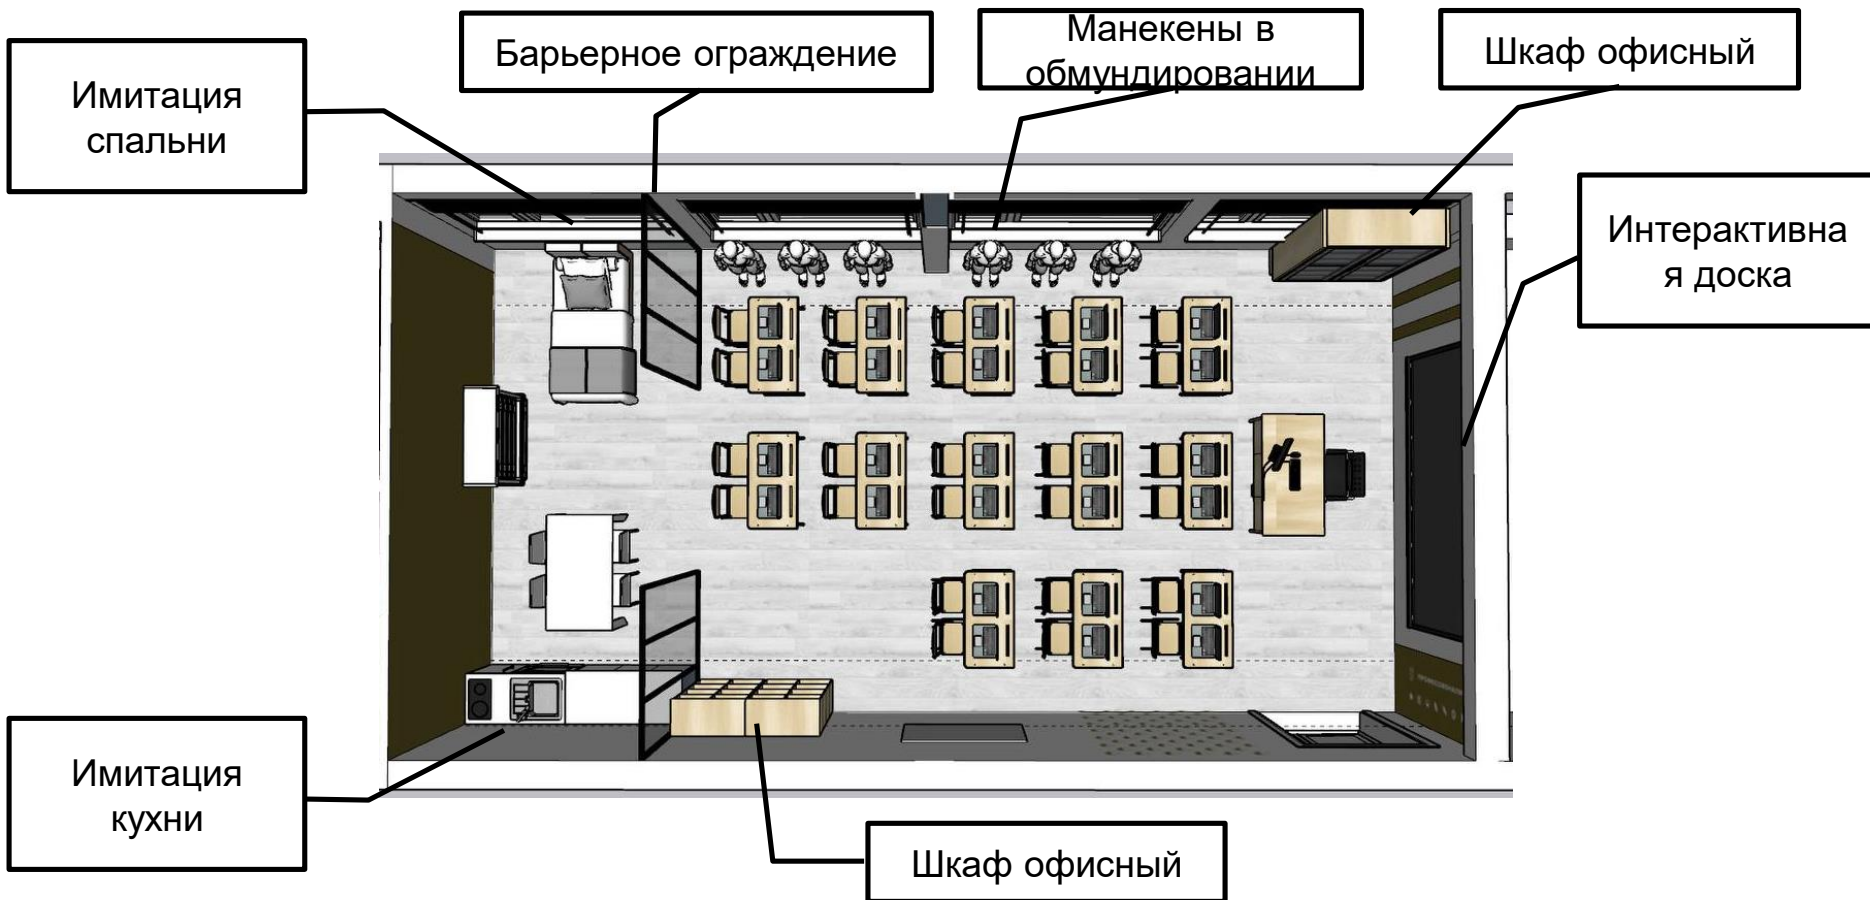 Имитация
спальни
Барьерное ограждение
Манекены в
обмундировании
Шкаф офисный
Интерактивна
я доска
Имитация
кухни
Шкаф офисный